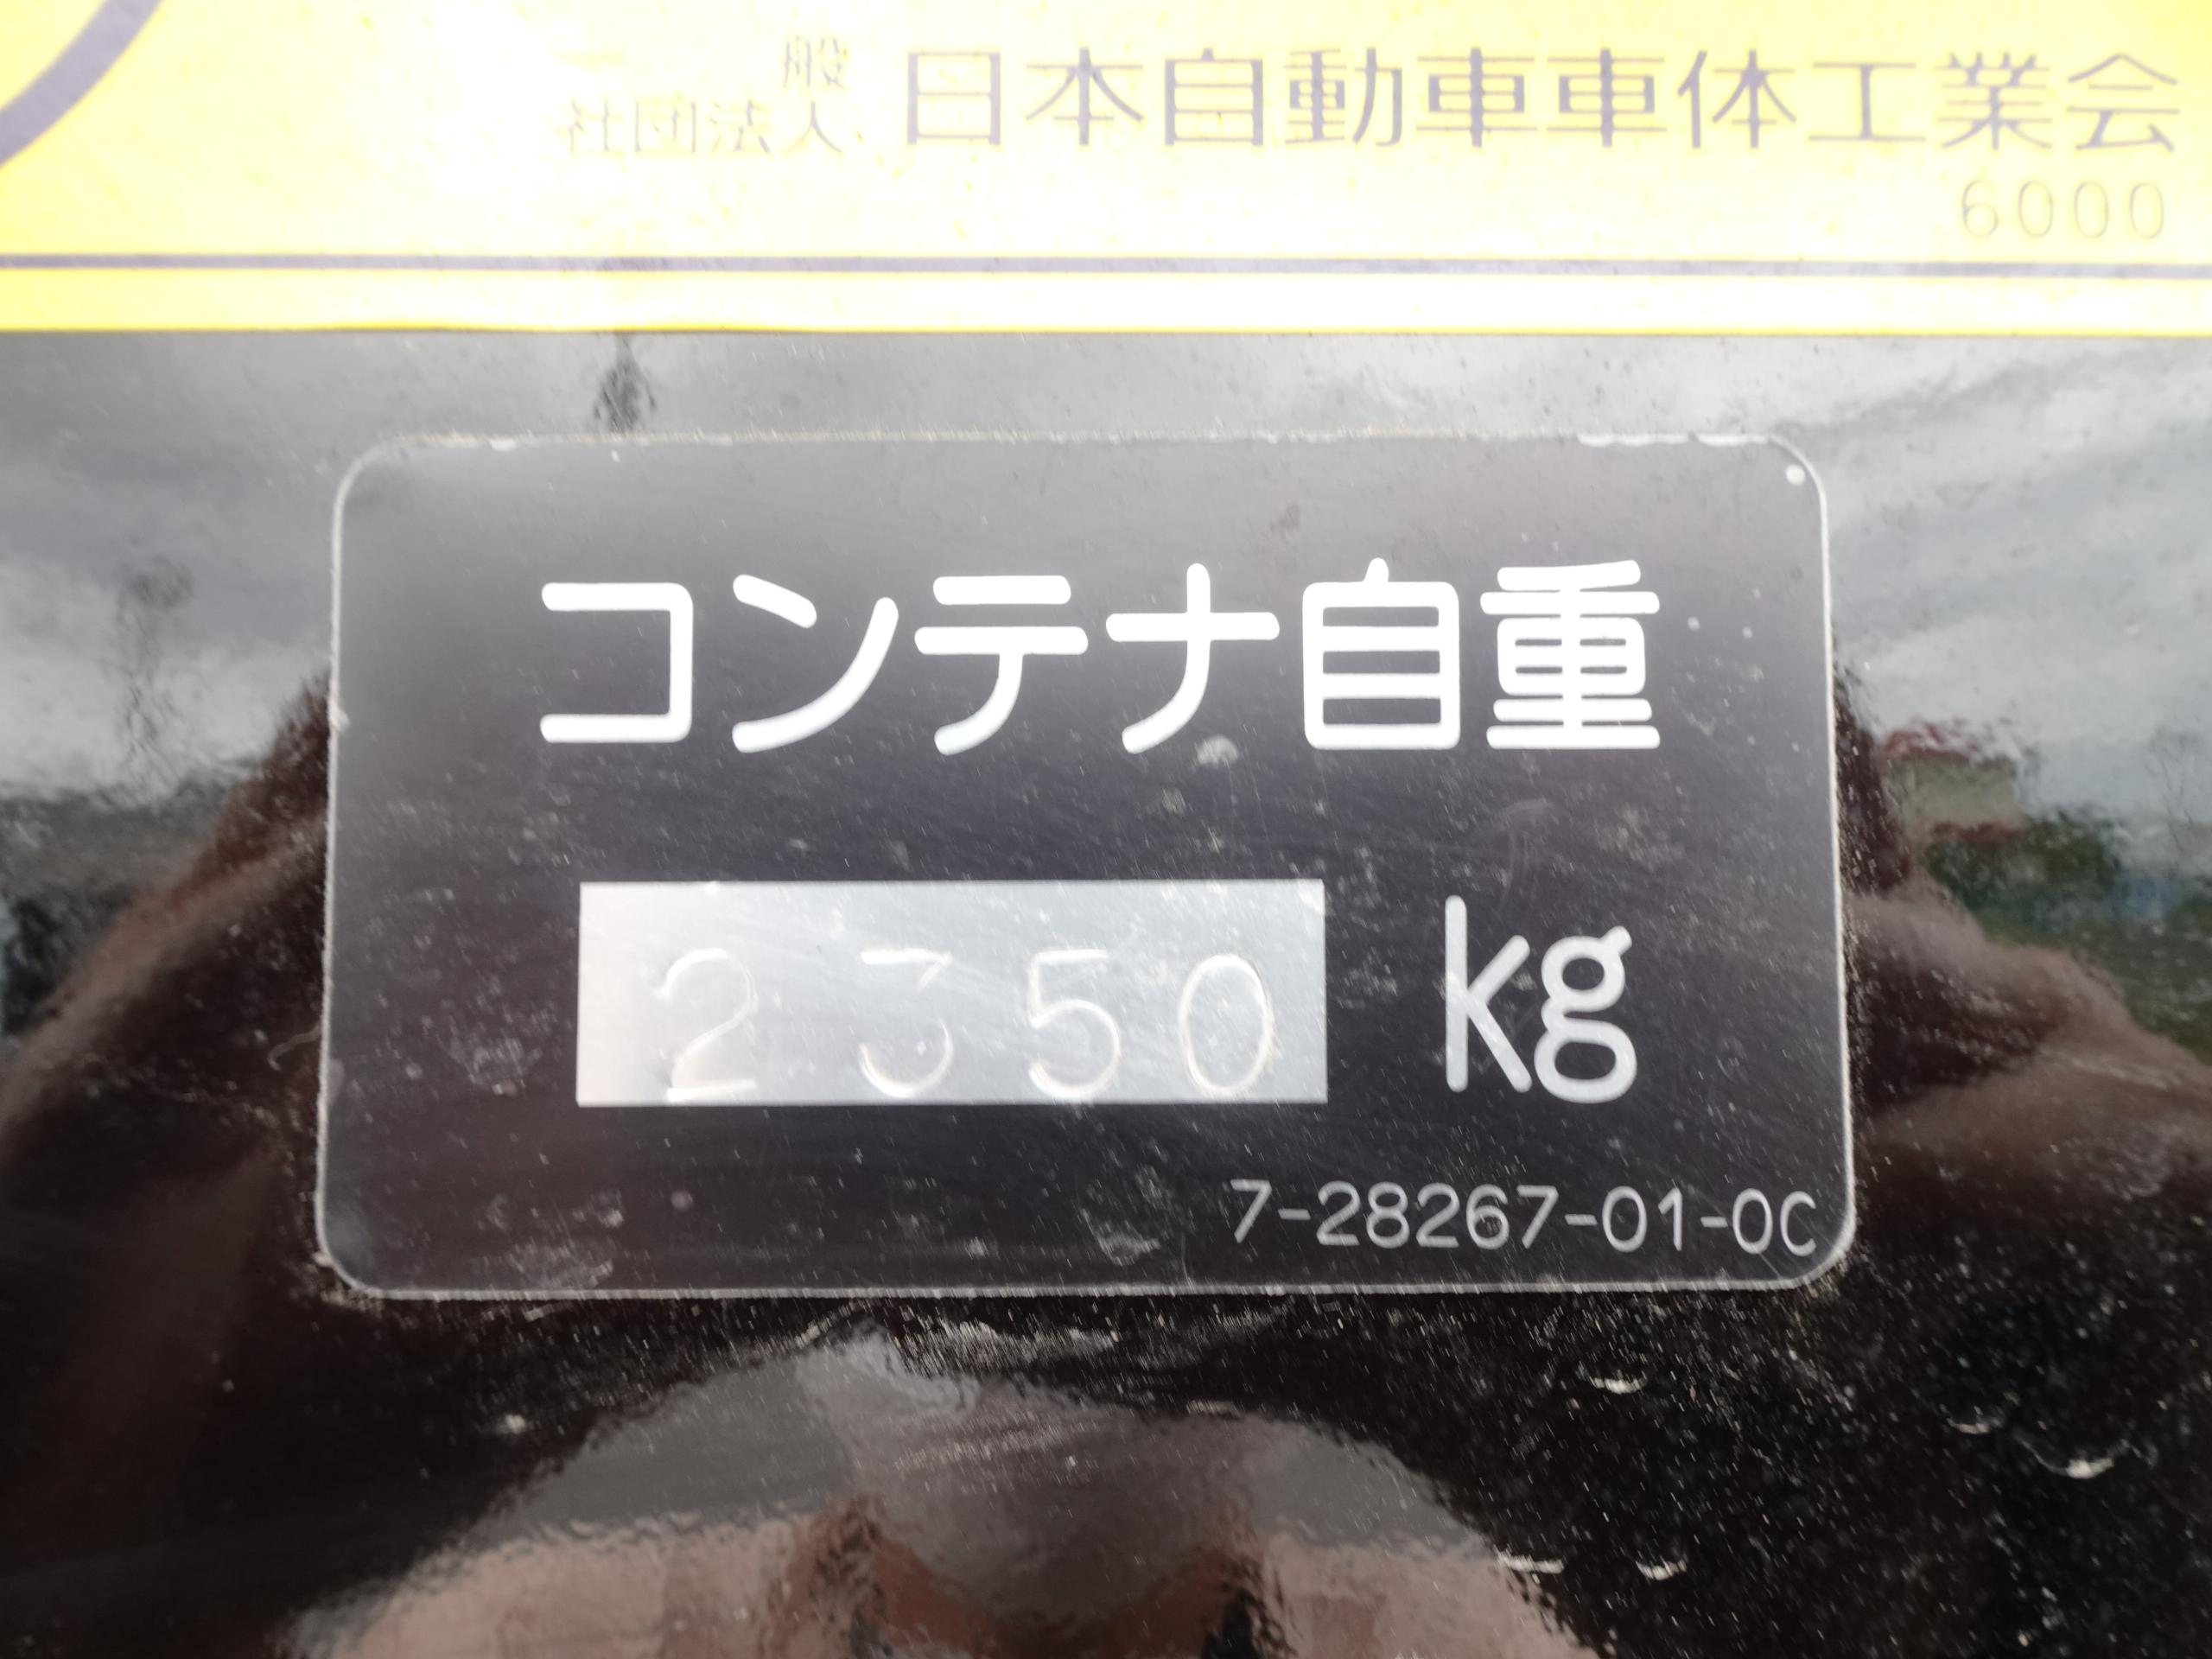 一般
社団法人 日本自動車車体工業会
6000
コンテナ自重
2350 kg
7-28267-01-0C